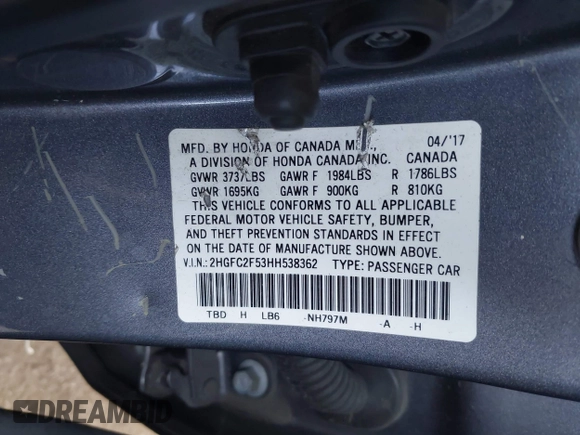 MFD. BY HONDA OF CANADA MFG., 04/'17
A DIVISION OF HONDA CANADA INC. CANADA
GVWR 3737LBS GAWR F 1984LBS R 1786LBS
GVWR 1695KG GAWR F 900KG R 810KG
THIS VEHICLE CONFORMS TO ALL APPLICABLE
FEDERAL MOTOR VEHICLE SAFETY, BUMPER,
AND THEFT PREVENTION STANDARDS IN EFFECT
ON THE DATE OF MANUFACTURE SHOWN ABOVE.
V.I.N.: 2HGFC2F53HH538362 TYPE: PASSENGER CAR
TBD H LB6 -NH797M -A -H
DREAMBID